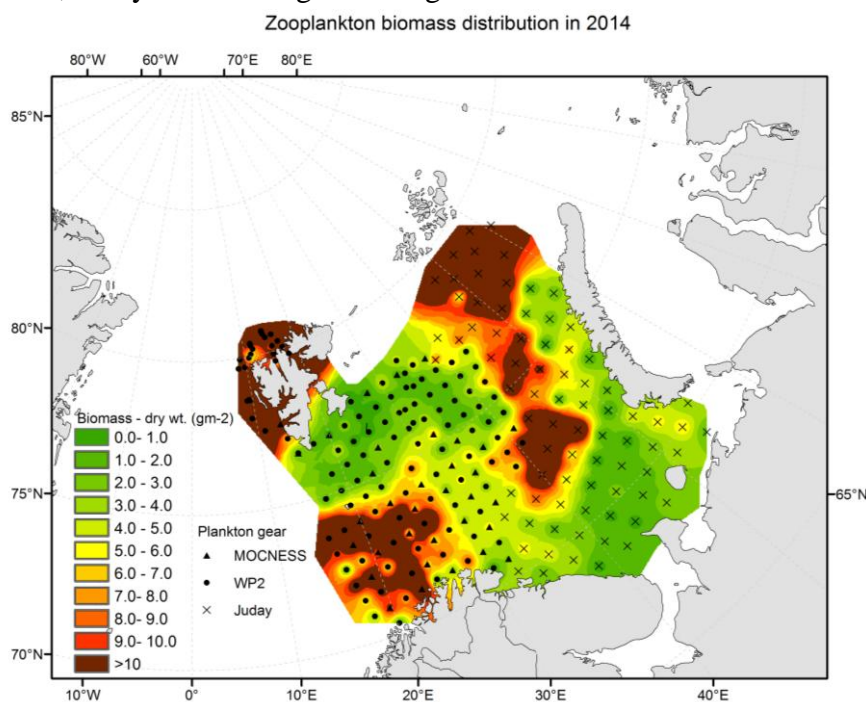 Zooplankton biomass distribution in 2014
80°W 60°W 70°E 80°E
85°N
80°N
75°N
70°N
65°N
Biomass - dry wt. (gm-2)
0.0- 1.0
1.0 - 2.0
2.0 - 3.0
3.0 - 4.0
4.0 - 5.0
5.0 - 6.0
6.0 - 7.0
7.0 - 8.0
8.0 - 9.0
9.0- 10.0
>10
Plankton gear
MOCNESS
WP2
Juday
10°W 0° 10°E 20°E 30°E 40°E